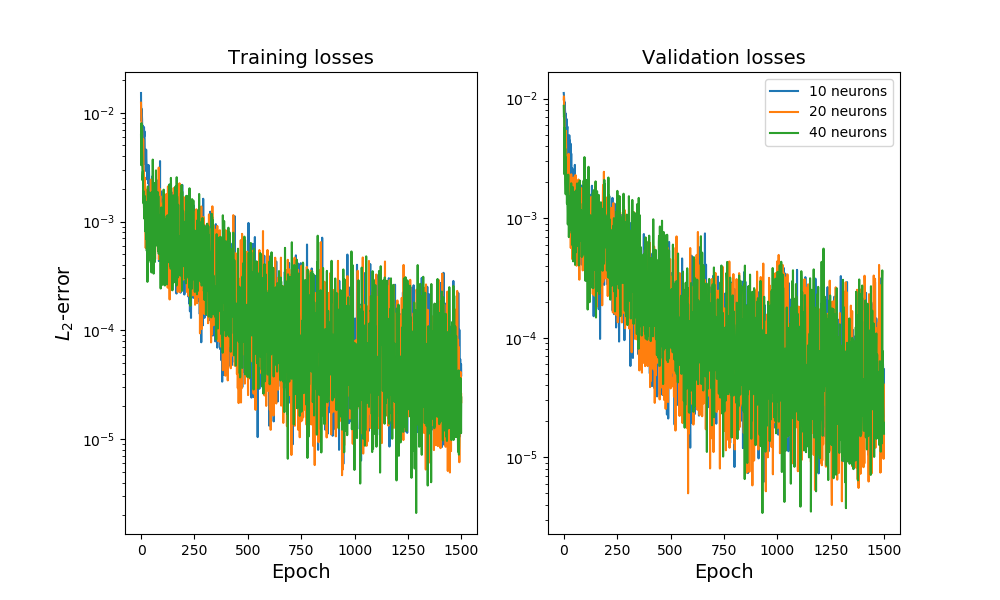 Training losses
Validation losses
10 neurons
20 neurons
40 neurons
L₂-error
10⁻²
10⁻³
10⁻⁴
10⁻⁵
0 250 500 750 1000 1250 1500
Epoch
10⁻²
10⁻³
10⁻⁴
10⁻⁵
0 250 500 750 1000 1250 1500
Epoch